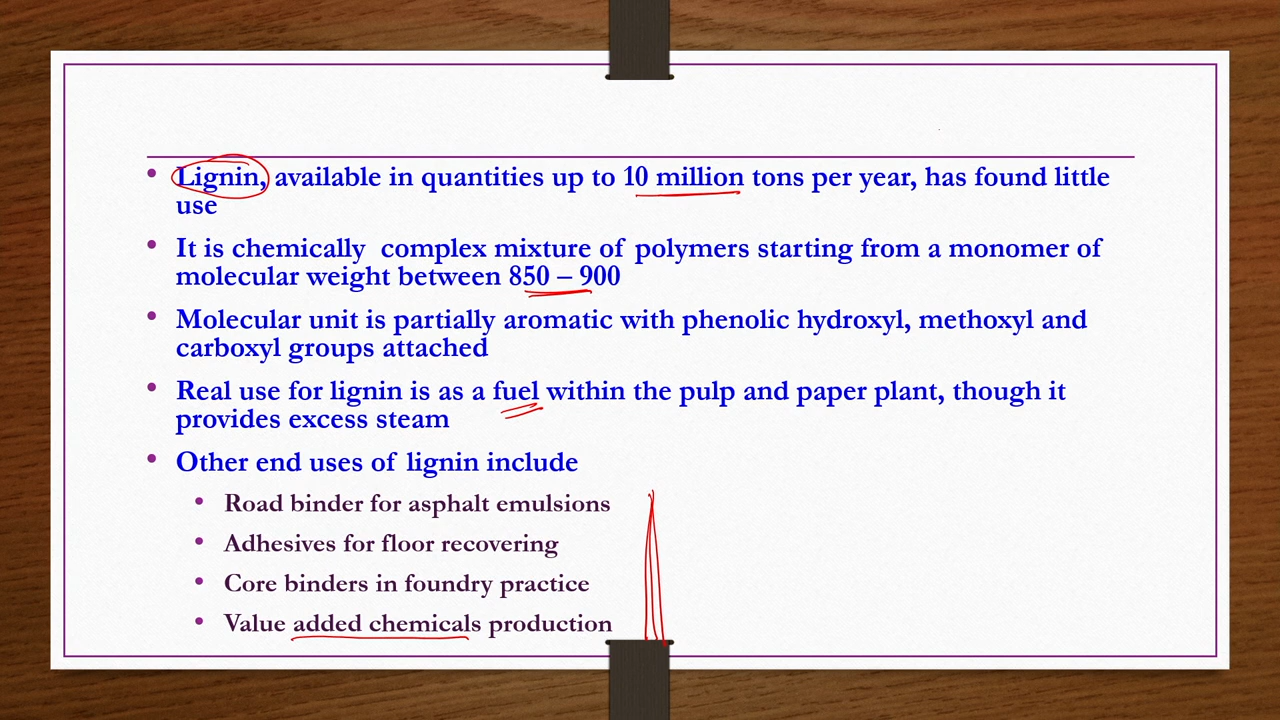 • Lignin, available in quantities up to 10 million tons per year, has found little
use
• It is chemically complex mixture of polymers starting from a monomer of
molecular weight between 850 – 900
• Molecular unit is partially aromatic with phenolic hydroxyl, methoxyl and
carboxyl groups attached
• Real use for lignin is as a fuel within the pulp and paper plant, though it
provides excess steam
• Other end uses of lignin include
• Road binder for asphalt emulsions
• Adhesives for floor recovering
• Core binders in foundry practice
• Value added chemicals production